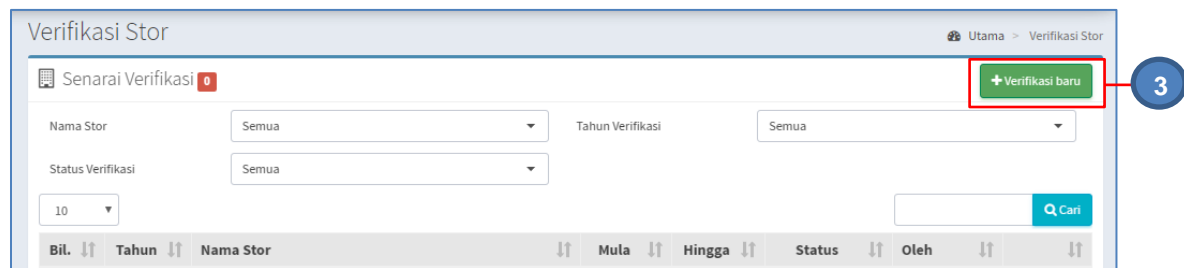 Verifikasi Stor
Utama > Verifikasi Stor
Senarai Verifikasi 0
+Verifikasi baru
3
Nama Stor Semua Tahun Verifikasi Semua
Status Verifikasi Semua
10 Cari
Bil. Tahun Nama Stor Mula Hingga Status Oleh